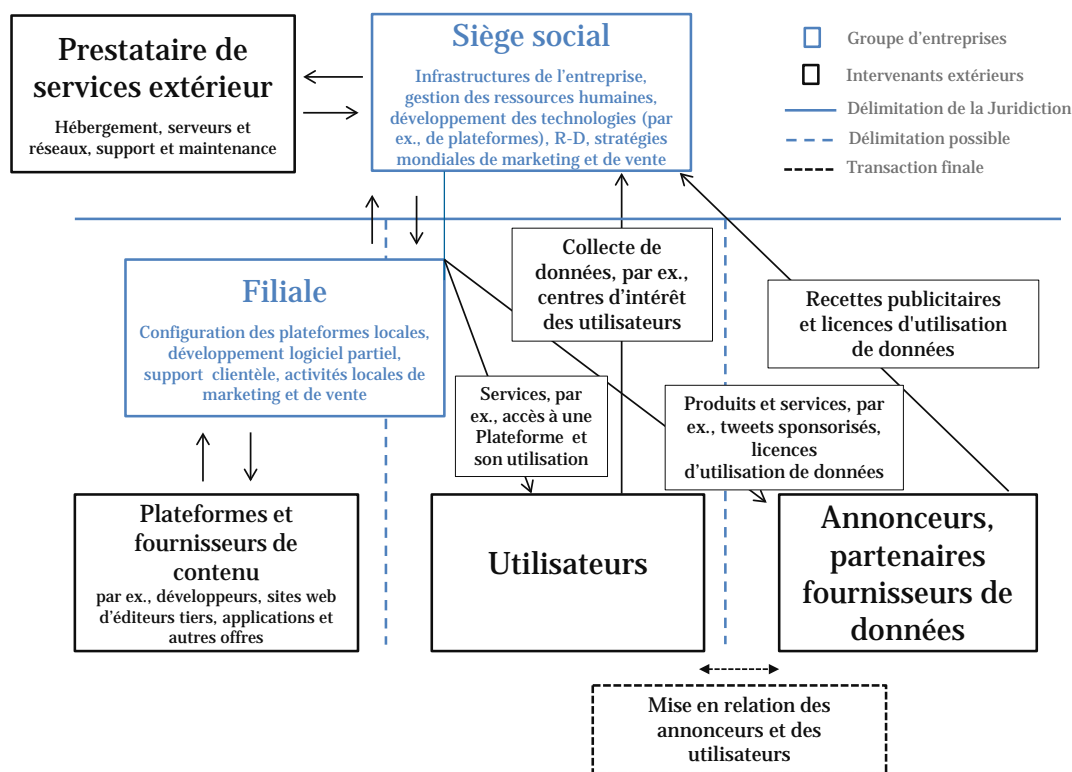 Prestataire de
services extérieur
Hébergement, serveurs et
réseaux, support et maintenance
Siège social
Infrastructures de l'entreprise,
gestion des ressources humaines,
développement des technologies (par
ex., de plateformes), R-D, stratégies
mondiales de marketing et de vente
Groupe d'entreprises
Intervenants extérieurs
Délimitation de la Juridiction
Délimitation possible
Transaction finale
Filiale
Configuration des plateformes locales,
développement logiciel partiel,
support clientèle, activités locales de
marketing et de vente
Collecte de
données, par ex.,
centres d'intérêt
des utilisateurs
Recettes publicitaires
et licences d'utilisation
de données
Services, par
ex., accès à une
Plateforme et
son utilisation
Produits et services, par
ex., tweets sponsorisés,
licences
d'utilisation de données
Plateformes et
fournisseurs de
contenu
par ex., développeurs, sites web
d'éditeurs tiers, applications et
autres offres
Utilisateurs
Annonceurs,
partenaires
fournisseurs de
données
Mise en relation des
annonceurs et des
utilisateurs